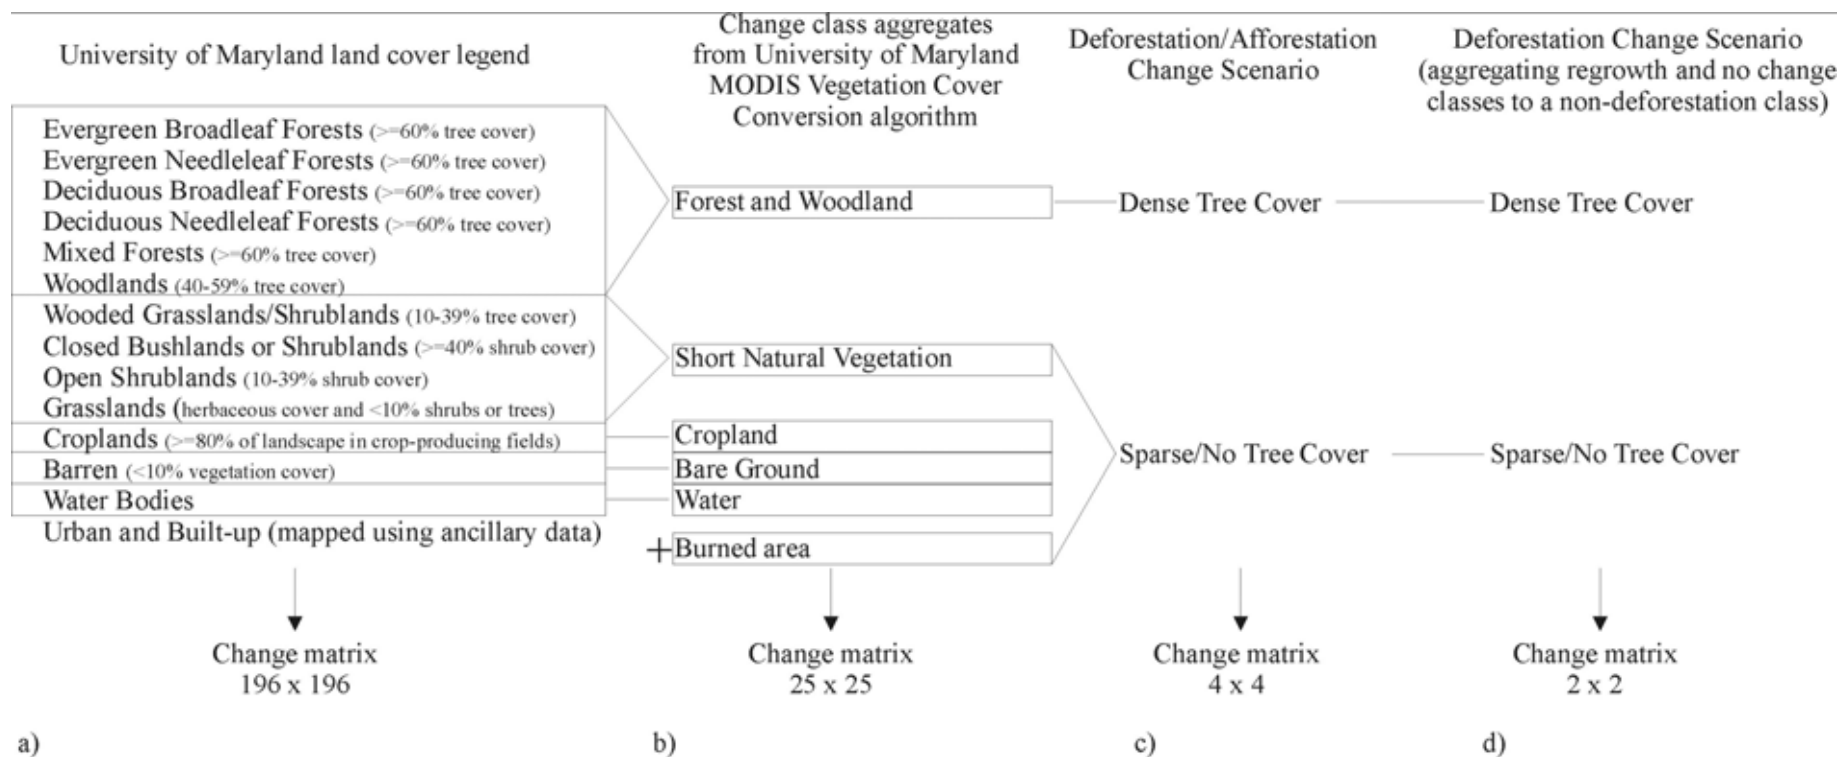 University of Maryland land cover legend
Evergreen Broadleaf Forests (>=60% tree cover)
Evergreen Needleleaf Forests (>=60% tree cover)
Deciduous Broadleaf Forests (>=60% tree cover)
Deciduous Needleleaf Forests (>=60% tree cover)
Mixed Forests (>=60% tree cover)
Woodlands (40-59% tree cover)
Wooded Grasslands/Shrublands (10-39% tree cover)
Closed Bushlands or Shrublands (>=40% shrub cover)
Open Shrublands (10-39% shrub cover)
Grasslands (herbaceous cover and <10% shrubs or trees)
Croplands (>=80% of landscape in crop-producing fields)
Barren (<10% vegetation cover)
Water Bodies
Urban and Built-up (mapped using ancillary data)
Change matrix
196 x 196
a)
Change class aggregates
from University of Maryland
MODIS Vegetation Cover
Conversion algorithm
Forest and Woodland
Short Natural Vegetation
Cropland
Bare Ground
Water
+ Burned area
Change matrix
25 x 25
b)
Deforestation/Afforestation
Change Scenario
Dense Tree Cover
Sparse/No Tree Cover
Change matrix
4 x 4
c)
Deforestation Change Scenario
(aggregating regrowth and no change
classes to a non-deforestation class)
Dense Tree Cover
Sparse/No Tree Cover
Change matrix
2 x 2
d)